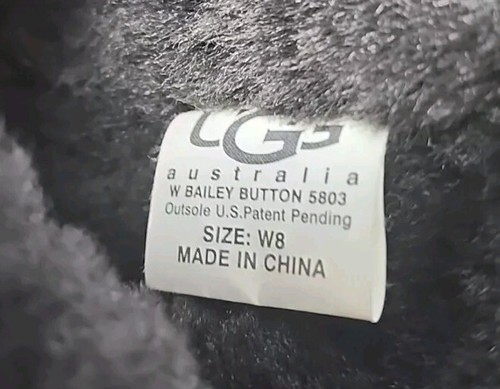 UGG
australia
W BAILEY BUTTON 5803
Outsole U.S.Patent Pending
SIZE: W8
MADE IN CHINA